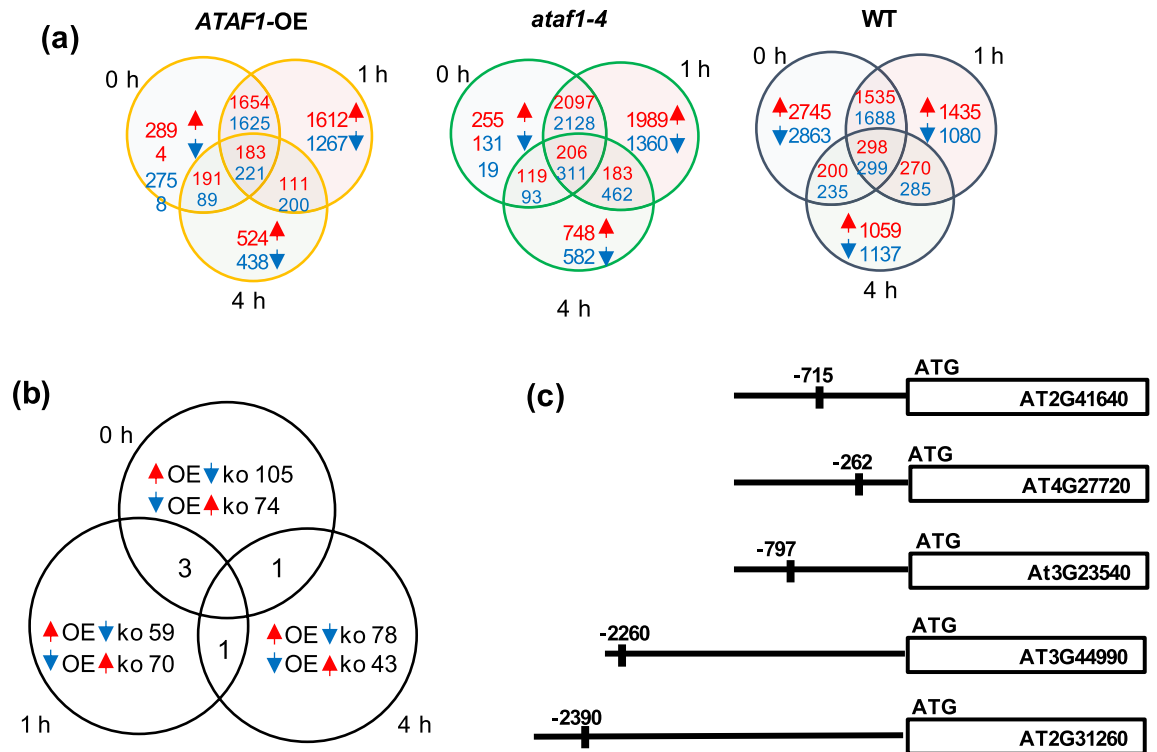 (a)
ATAF1-OE
0 h
1 h
1654
1625
289
4
275
8
1612
1267
183
221
191
89
111
200
524
438
4 h
ataf1-4
0 h
1 h
2097
2128
255
131
19
1989
1360
206
311
119
93
183
462
748
582
4 h
WT
0 h
1 h
1535
1688
2745
2863
1435
1080
298
299
200
235
270
285
1059
1137
4 h
(b)
0 h
OE ko 105
OE ko 74
3
1
OE ko 59
OE ko 70
1
OE ko 78
OE ko 43
1 h
4 h
(c)
-715
ATG
AT2G41640
-262
ATG
AT4G27720
-797
ATG
At3G23540
-2260
ATG
AT3G44990
-2390
ATG
AT2G31260